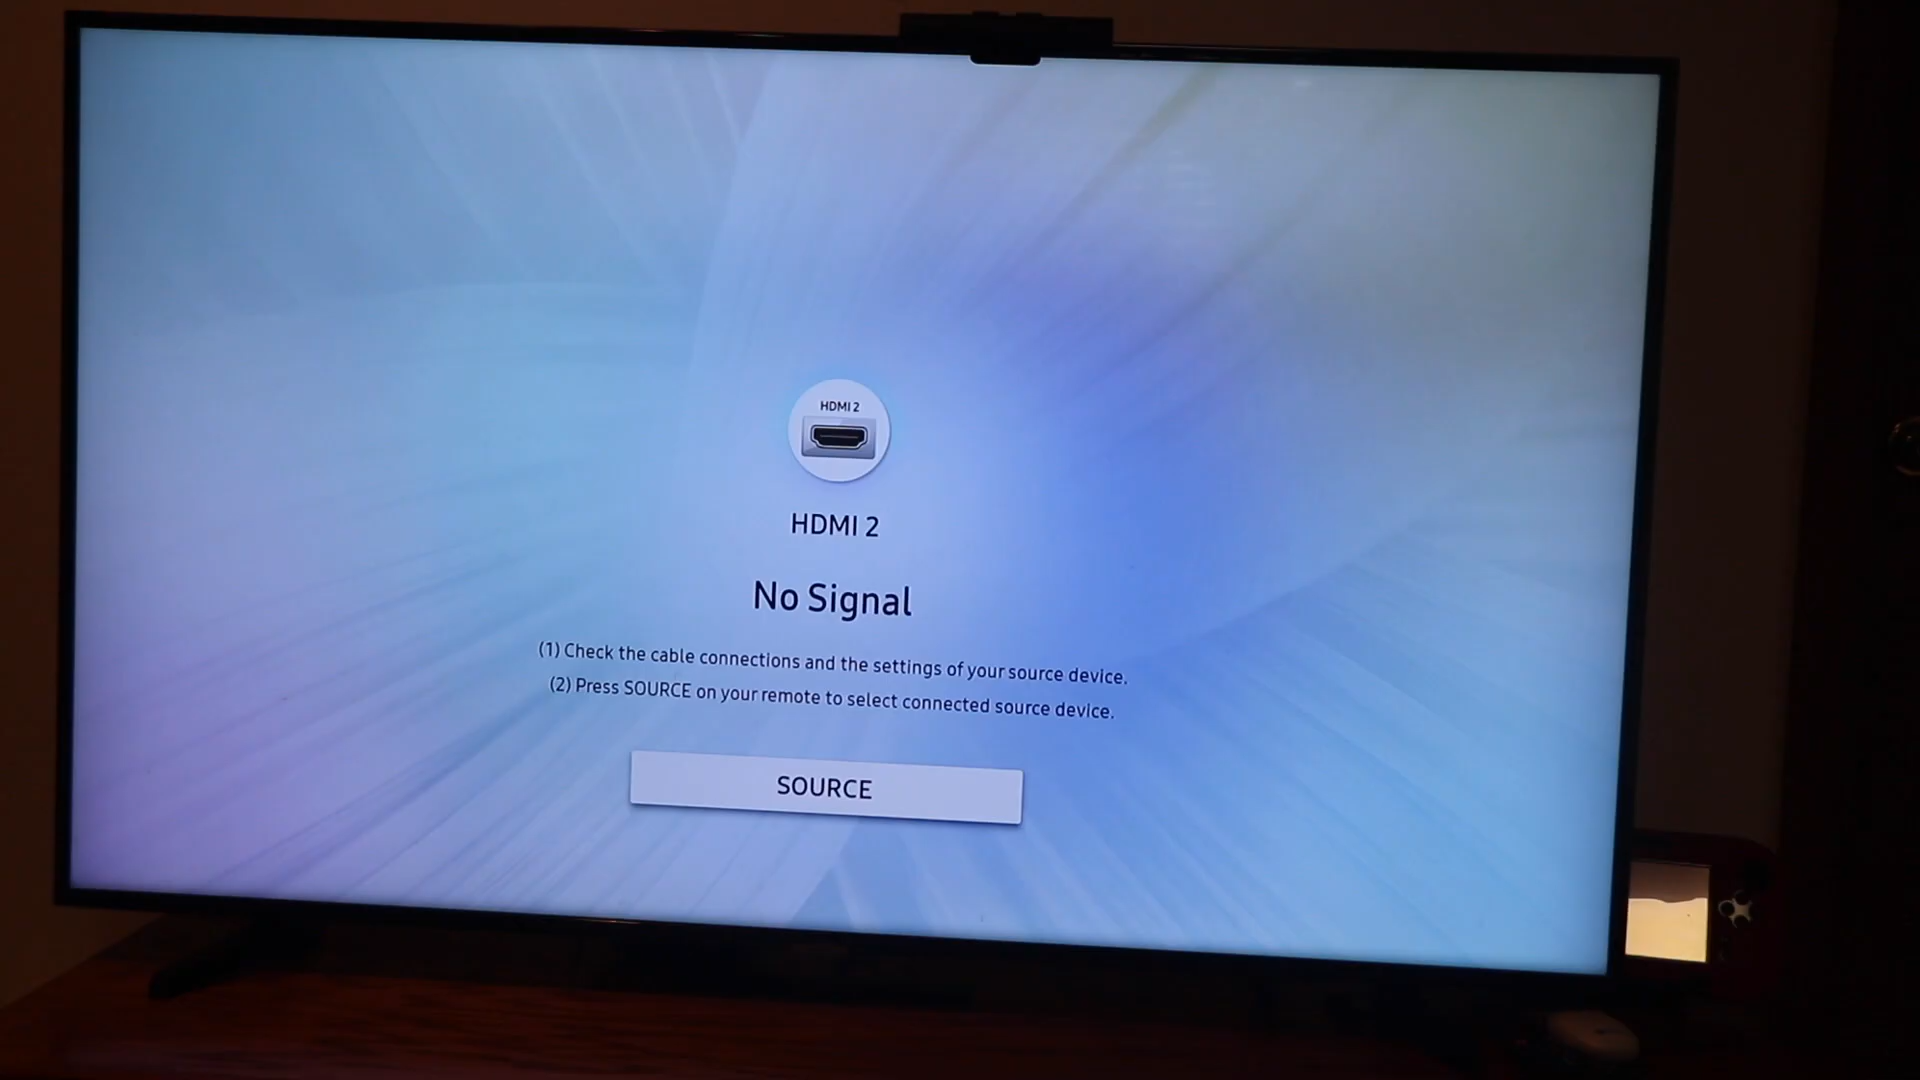 HDMI 2
HDMI 2
No Signal
(1) Check the cable connections and the settings of your source device.
(2) Press SOURCE on your remote to select connected source device.
SOURCE